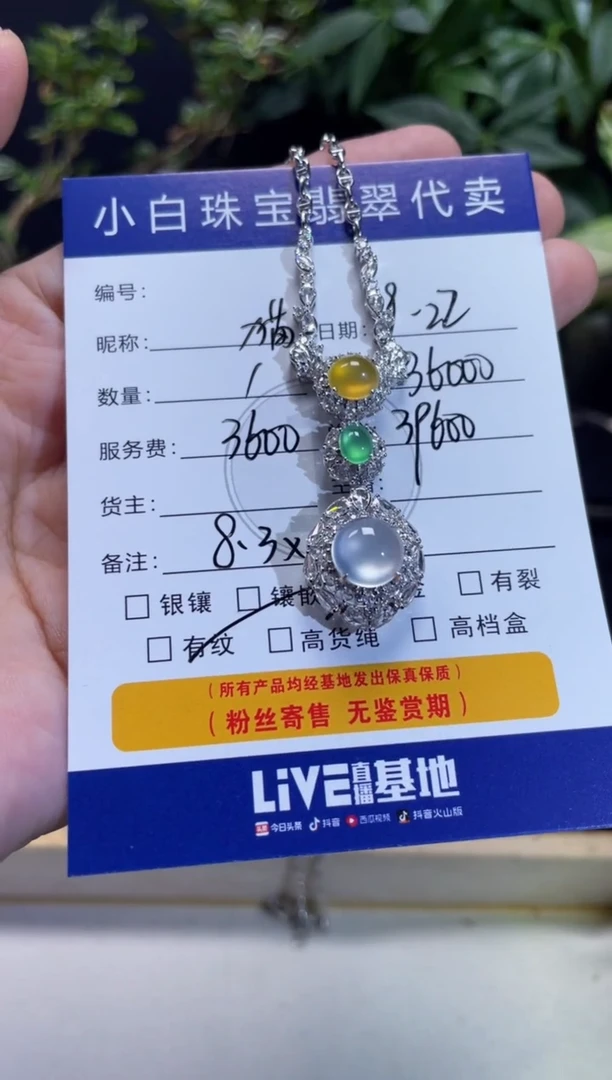 小白珠宝翡翠代卖
编号:
昵称: 猫 日期: 8-22
数量: 1 36000
服务费: 3600 39600
货主:
备注: 8.3x
银镶 镶嵌 有裂
有纹 高货绳 高档盒
(所有产品均经基地发出保真保质)
(粉丝寄售 无鉴赏期)
LiVE直播基地
头条 今日头条 抖音 西瓜视频 抖音火山版